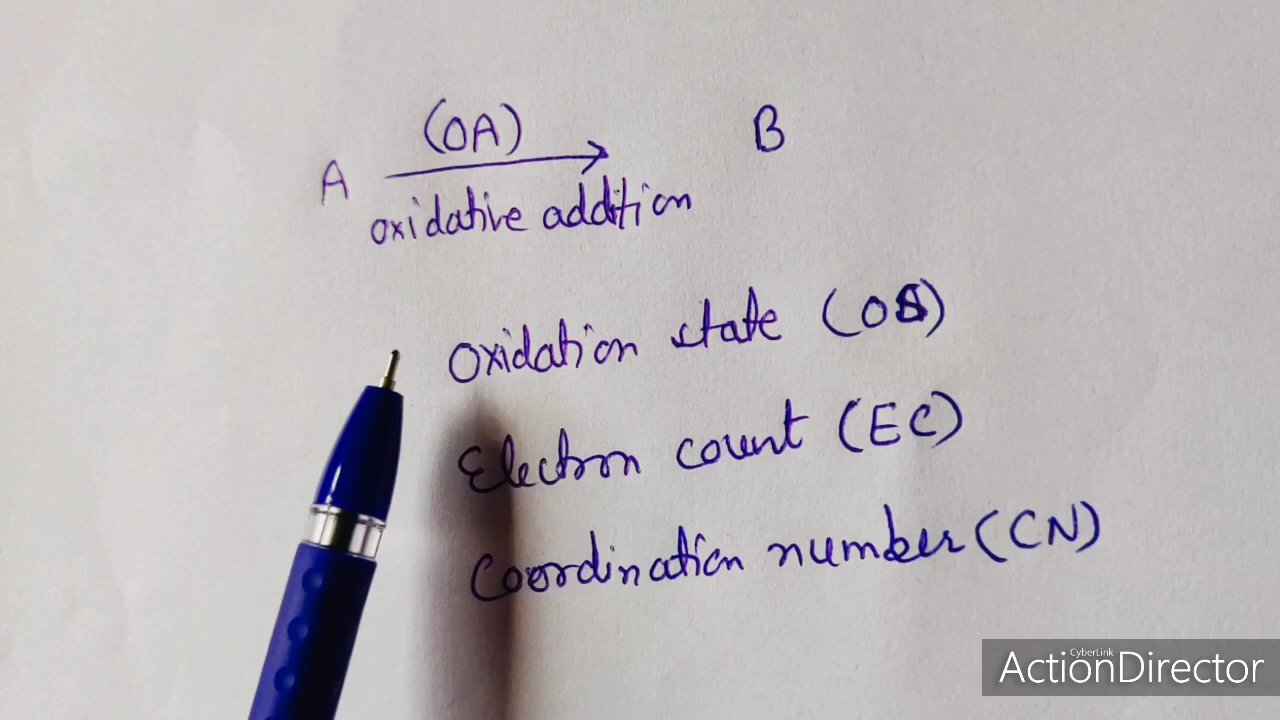 (OA)
A B
oxidative addition
Oxidation state (OS)
Electron count (EC)
Coordination number (CN)
CyberLink
ActionDirector